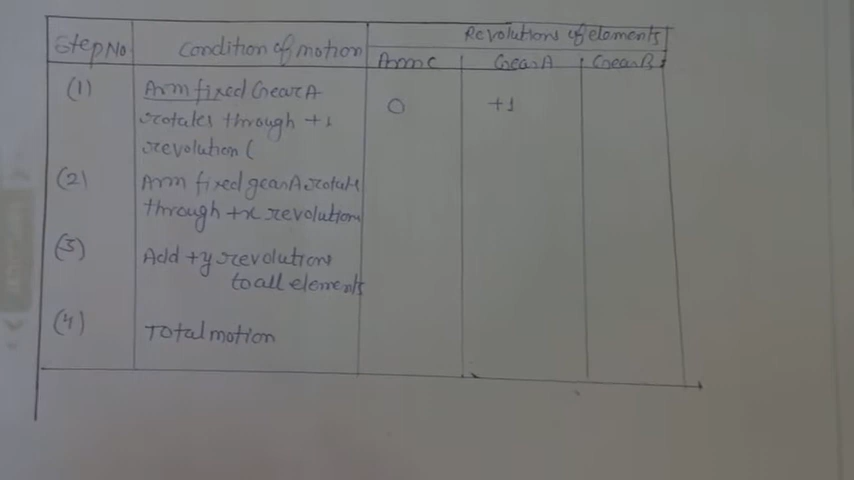 Revolutions of elements
Step No Condition of motion Arm C Gear A Gear B
(1) Arm fixed Gear A 0 +1
rotates through +1
revolution (
(2) Arm fixed gear A rotate
through +x revolutions
(3) Add +y revolutions
to all elements
(4) Total motion